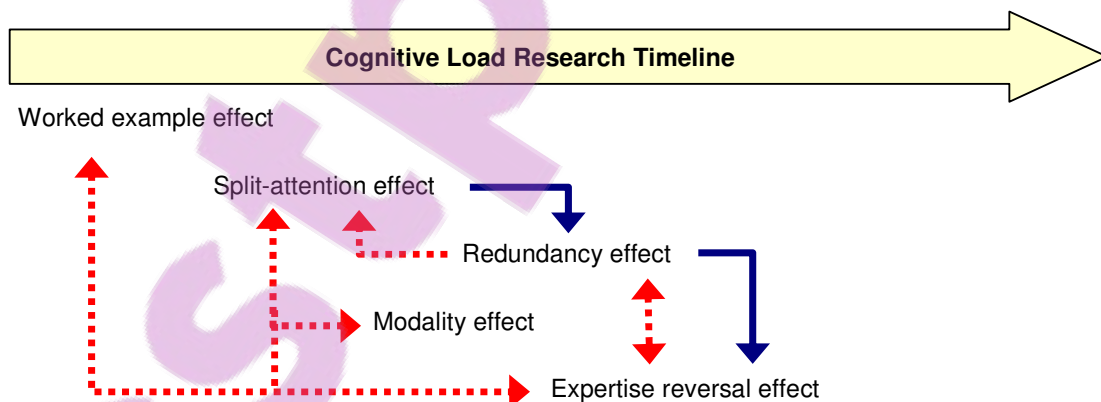 Cognitive Load Research Timeline
Worked example effect
Split-attention effect
Redundancy effect
Modality effect
Expertise reversal effect